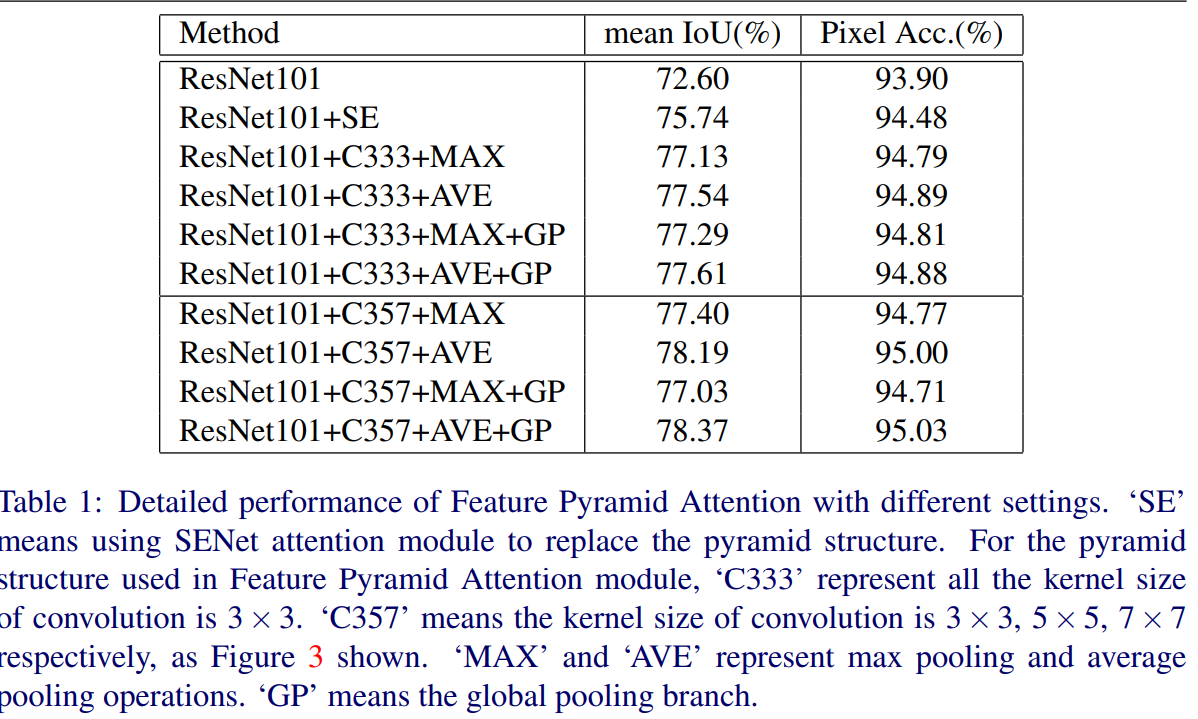 Method mean IoU(%) Pixel Acc.(%)
ResNet101 72.60 93.90
ResNet101+SE 75.74 94.48
ResNet101+C333+MAX 77.13 94.79
ResNet101+C333+AVE 77.54 94.89
ResNet101+C333+MAX+GP 77.29 94.81
ResNet101+C333+AVE+GP 77.61 94.88
ResNet101+C357+MAX 77.40 94.77
ResNet101+C357+AVE 78.19 95.00
ResNet101+C357+MAX+GP 77.03 94.71
ResNet101+C357+AVE+GP 78.37 95.03
Table 1: Detailed performance of Feature Pyramid Attention with different settings. ‘SE’
means using SENet attention module to replace the pyramid structure. For the pyramid
structure used in Feature Pyramid Attention module, ‘C333’ represent all the kernel size
of convolution is 3 × 3. ‘C357’ means the kernel size of convolution is 3 × 3, 5 × 5, 7 × 7
respectively, as Figure 3 shown. ‘MAX’ and ‘AVE’ represent max pooling and average
pooling operations. ‘GP’ means the global pooling branch.